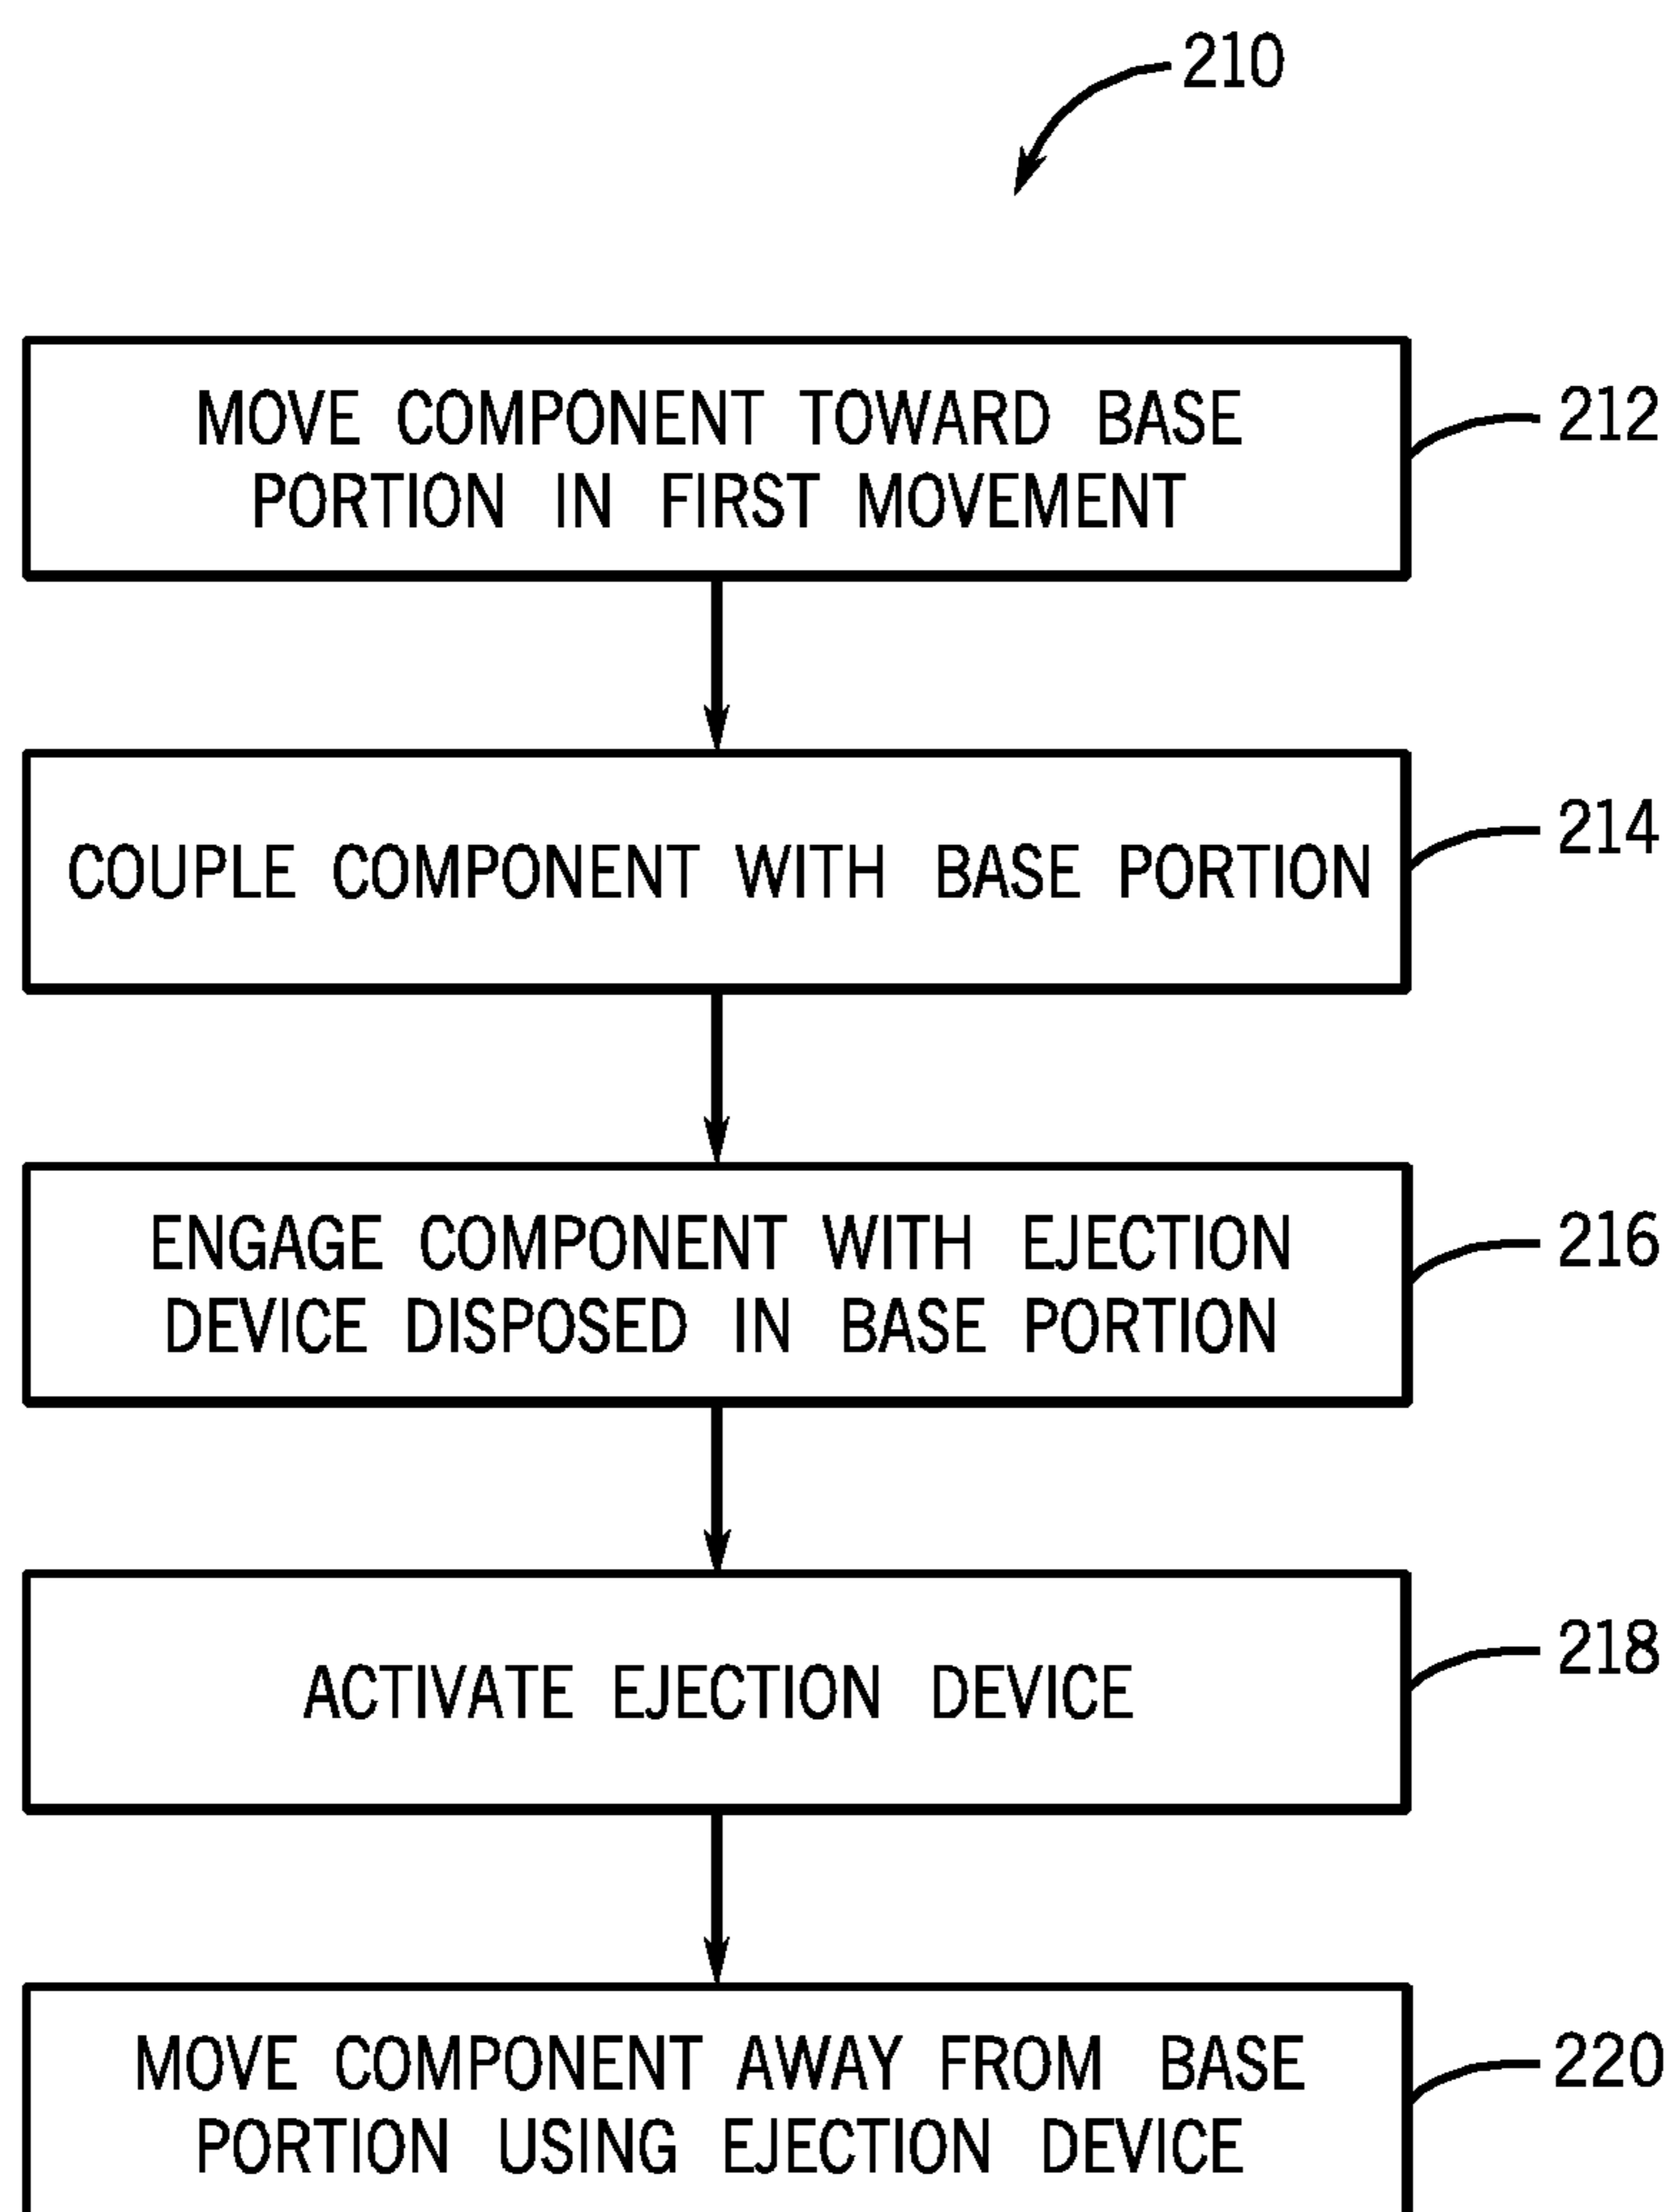 210
MOVE COMPONENT TOWARD BASE
PORTION IN FIRST MOVEMENT
212
COUPLE COMPONENT WITH BASE PORTION
214
ENGAGE COMPONENT WITH EJECTION
DEVICE DISPOSED IN BASE PORTION
216
ACTIVATE EJECTION DEVICE
218
MOVE COMPONENT AWAY FROM BASE
PORTION USING EJECTION DEVICE
220